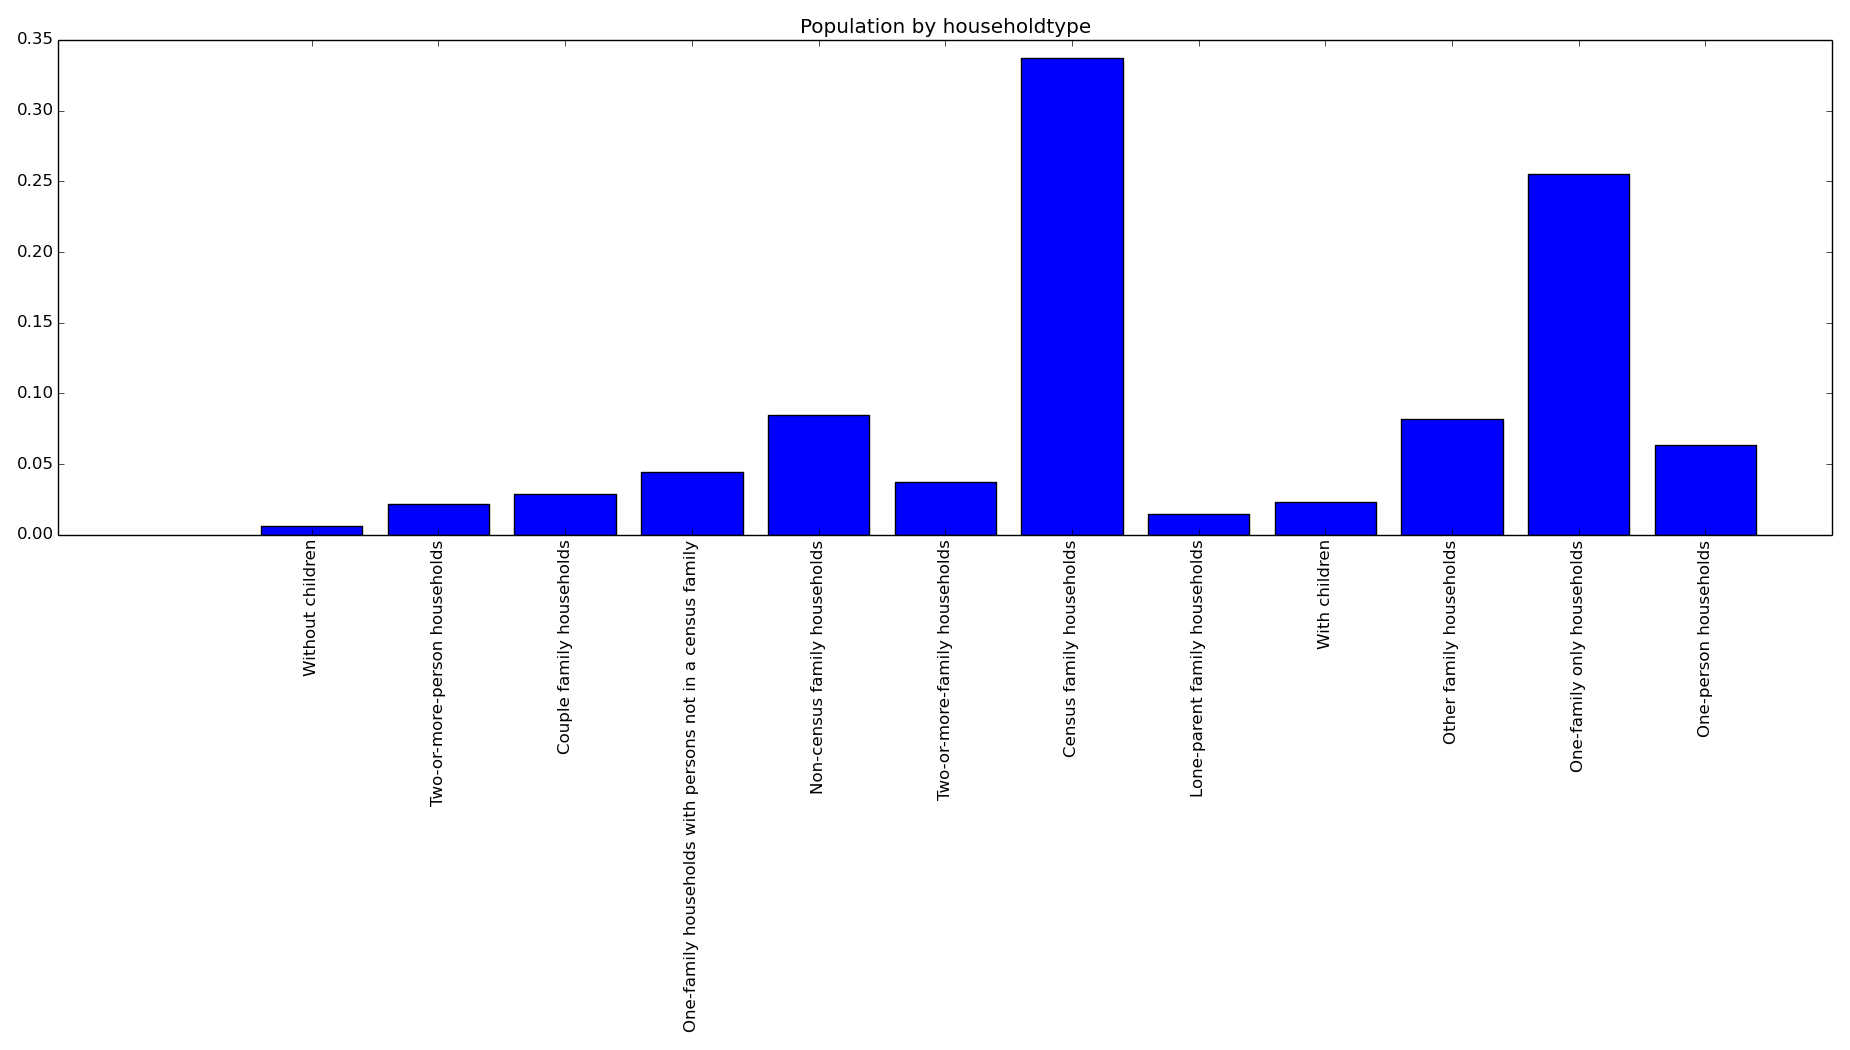 Population by householdtype
0.35
0.30
0.25
0.20
0.15
0.10
0.05
0.00
Without children
Two-or-more-person households
Couple family households
One-family households with persons not in a census family
Non-census family households
Two-or-more-family households
Census family households
Lone-parent family households
With children
Other family households
One-family only households
One-person households